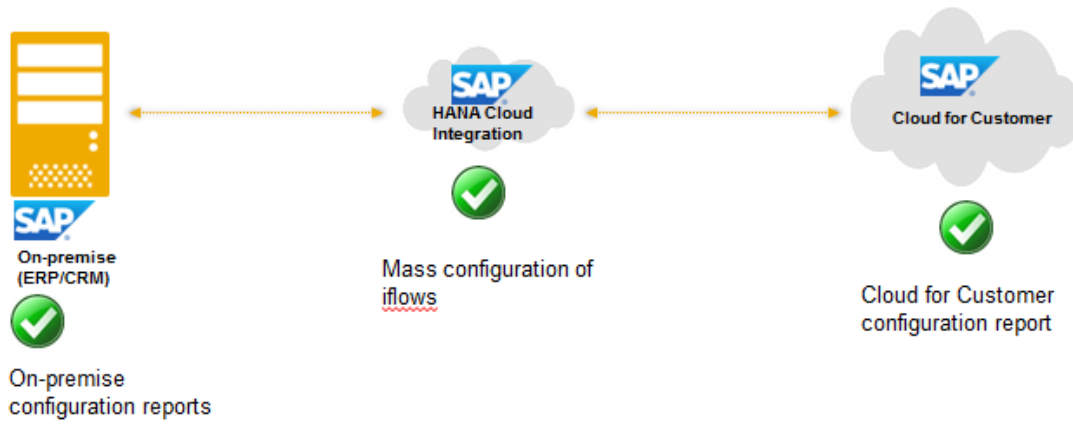 SAP
On-premise
(ERP/CRM)
On-premise
configuration reports
SAP
HANA Cloud
Integration
Mass configuration of
iflows
SAP
Cloud for Customer
Cloud for Customer
configuration report